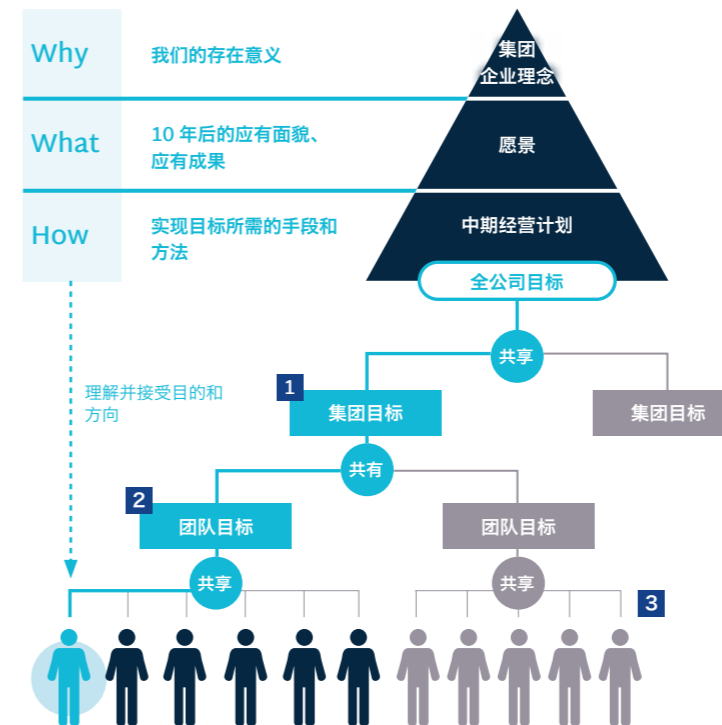 Why
我们的存在意义
集团
企业理念
What
10 年后的应有面貌、
应有成果
愿景
How
实现目标所需的手段和
方法
中期经营计划
全公司目标
共享
理解并接受目的和
方向
1
集团目标
集团目标
共有
2
团队目标
团队目标
共享
共享
3